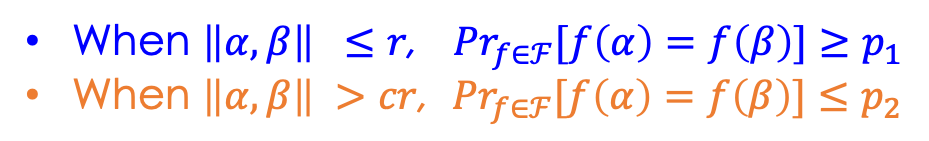 • When ‖α, β‖ ≤ r, Pr_{f∈ℱ}[f(α) = f(β)] ≥ p₁
• When ‖α, β‖ > cr, Pr_{f∈ℱ}[f(α) = f(β)] ≤ p₂